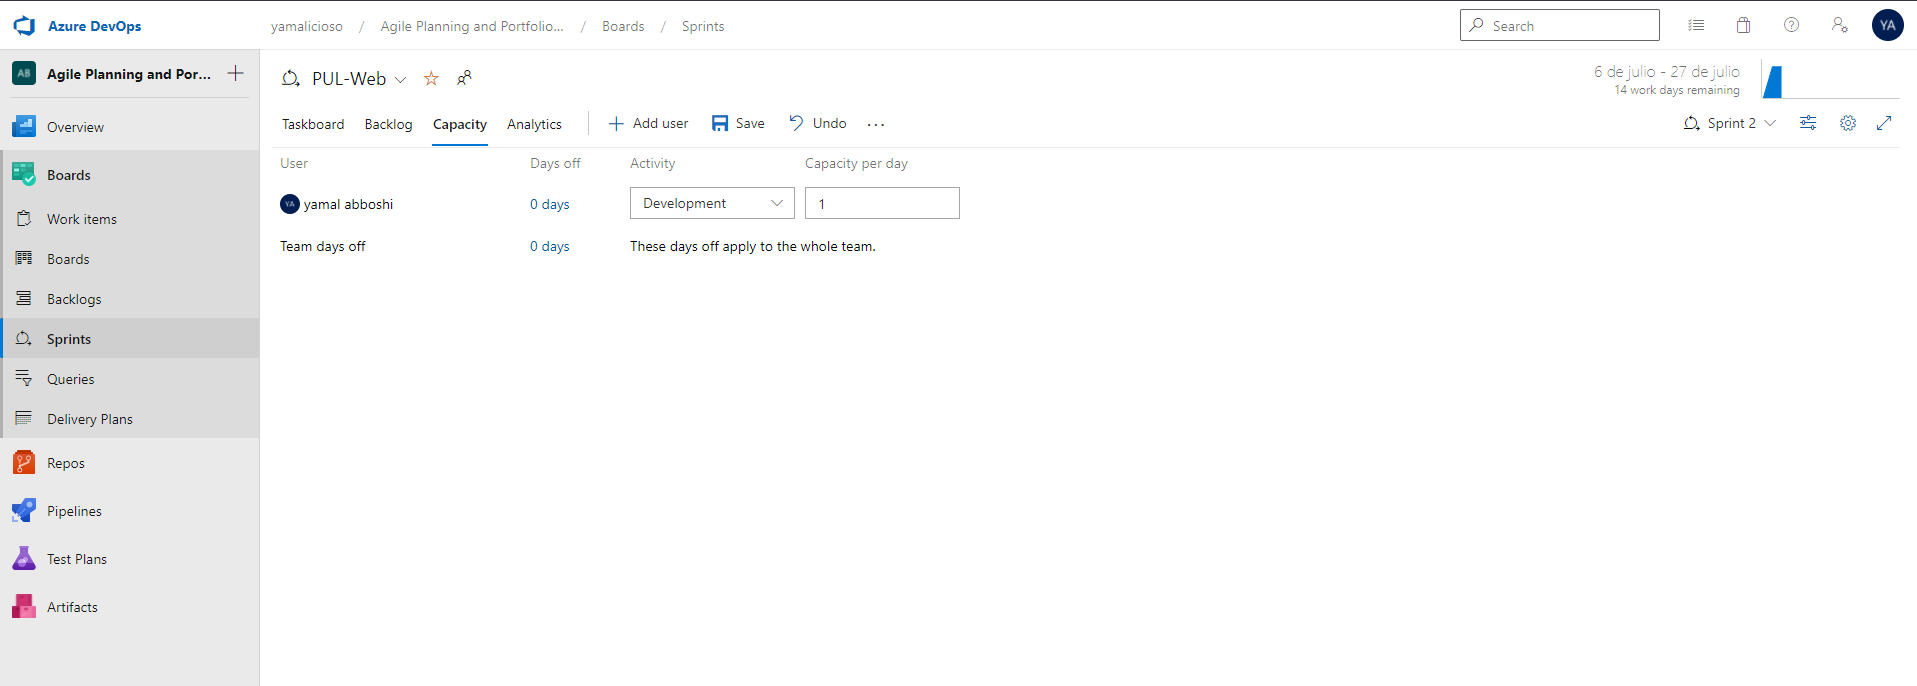 Azure DevOps
yamalicioso / Agile Planning and Portfolio... / Boards / Sprints
Search
YA
AB Agile Planning and Por...
Overview
Boards
Work items
Boards
Backlogs
Sprints
Queries
Delivery Plans
Repos
Pipelines
Test Plans
Artifacts
PUL-Web
6 de julio - 27 de julio
14 work days remaining
Taskboard Backlog Capacity Analytics Add user Save Undo ...
Sprint 2
User Days off Activity Capacity per day
YA yamal abboshi 0 days Development 1
Team days off 0 days These days off apply to the whole team.